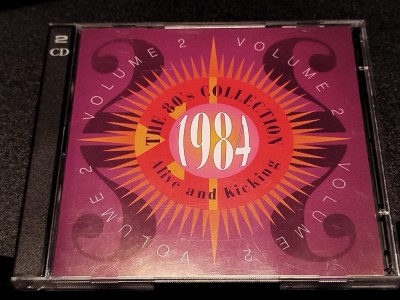 2
CD
VOLUME 2
VOLUME 2
VOLUME 2
VOLUME 2
THE 80's COLLECTION
1984
Alive and Kicking